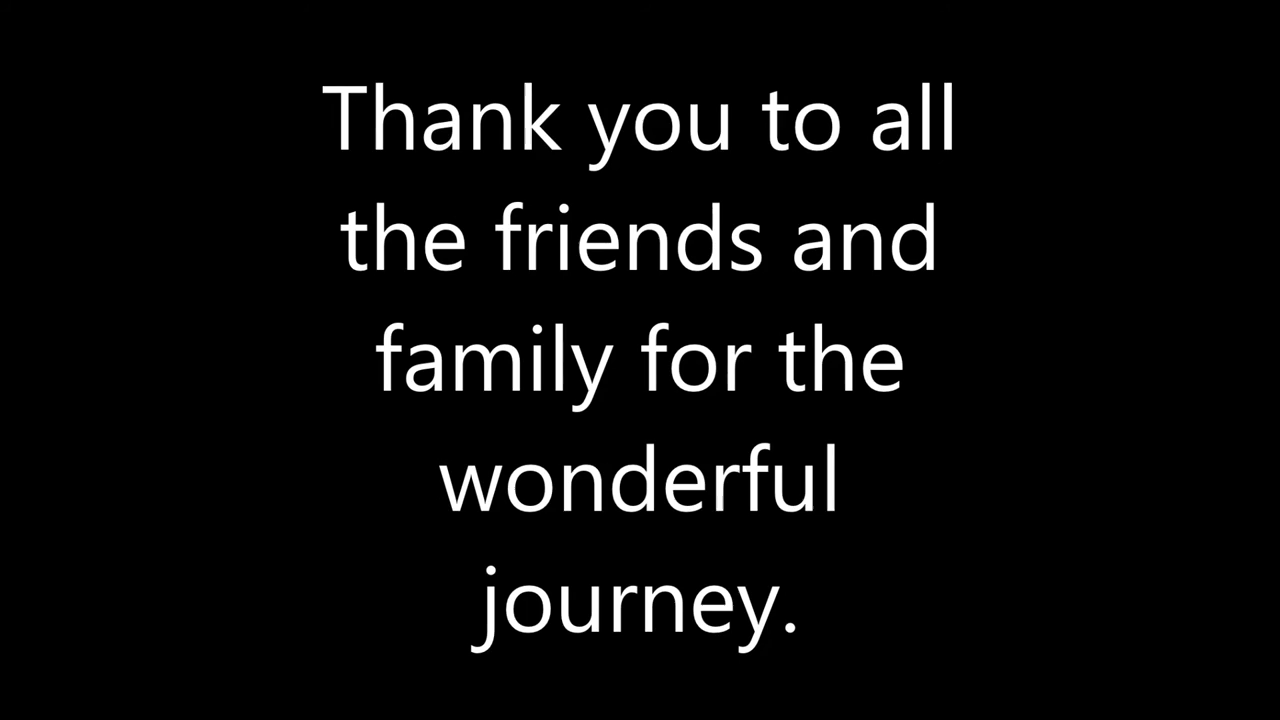 Thank you to all
the friends and
family for the
wonderful
journey.